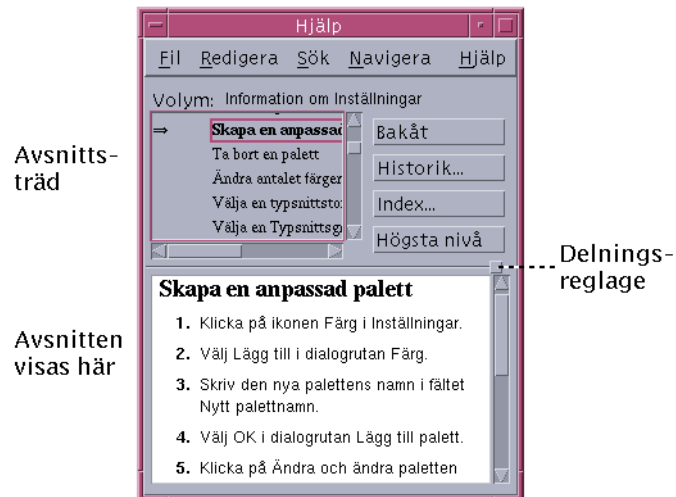 Hjälp
Fil Redigera Sök Navigera Hjälp
Volym: Information om Inställningar
⇒ Skapa en anpassad
Ta bort en palett
Ändra antalet färger
Välja en typsnittsto
Välja en Typsnittsg
Bakåt
Historik...
Index...
Högsta nivå
Avsnitts-
träd
Delnings-
reglage
Avsnitten
visas här
Skapa en anpassad palett
1. Klicka på ikonen Färg i Inställningar.
2. Välj Lägg till i dialogrutan Färg.
3. Skriv den nya palettens namn i fältet
Nytt palettnamn.
4. Välj OK i dialogrutan Lägg till palett.
5. Klicka på Ändra och ändra paletten